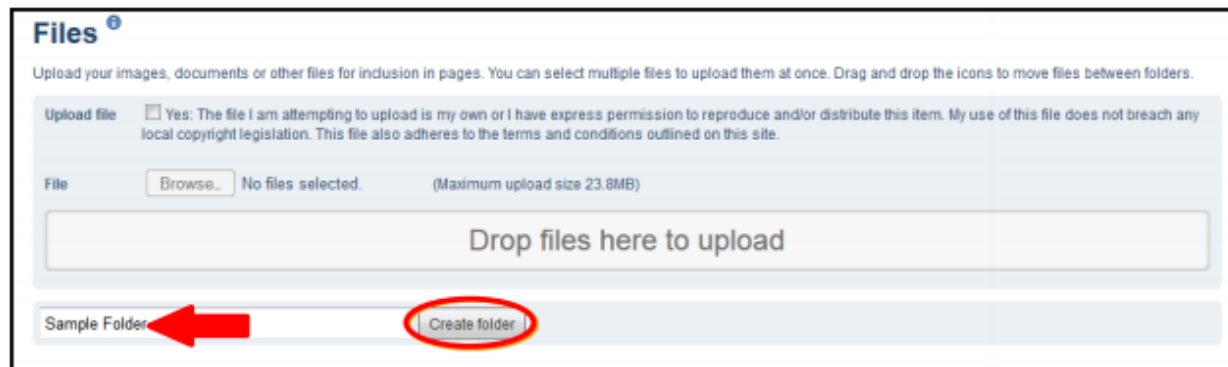 Files
Upload your images, documents or other files for inclusion in pages. You can select multiple files to upload them at once. Drag and drop the icons to move files between folders.
Upload file Yes: The file I am attempting to upload is my own or I have express permission to reproduce and/or distribute this item. My use of this file does not breach any
local copyright legislation. This file also adheres to the terms and conditions outlined on this site.
File Browse... No files selected. (Maximum upload size 23.8MB)
Drop files here to upload
Sample Folder Create folder